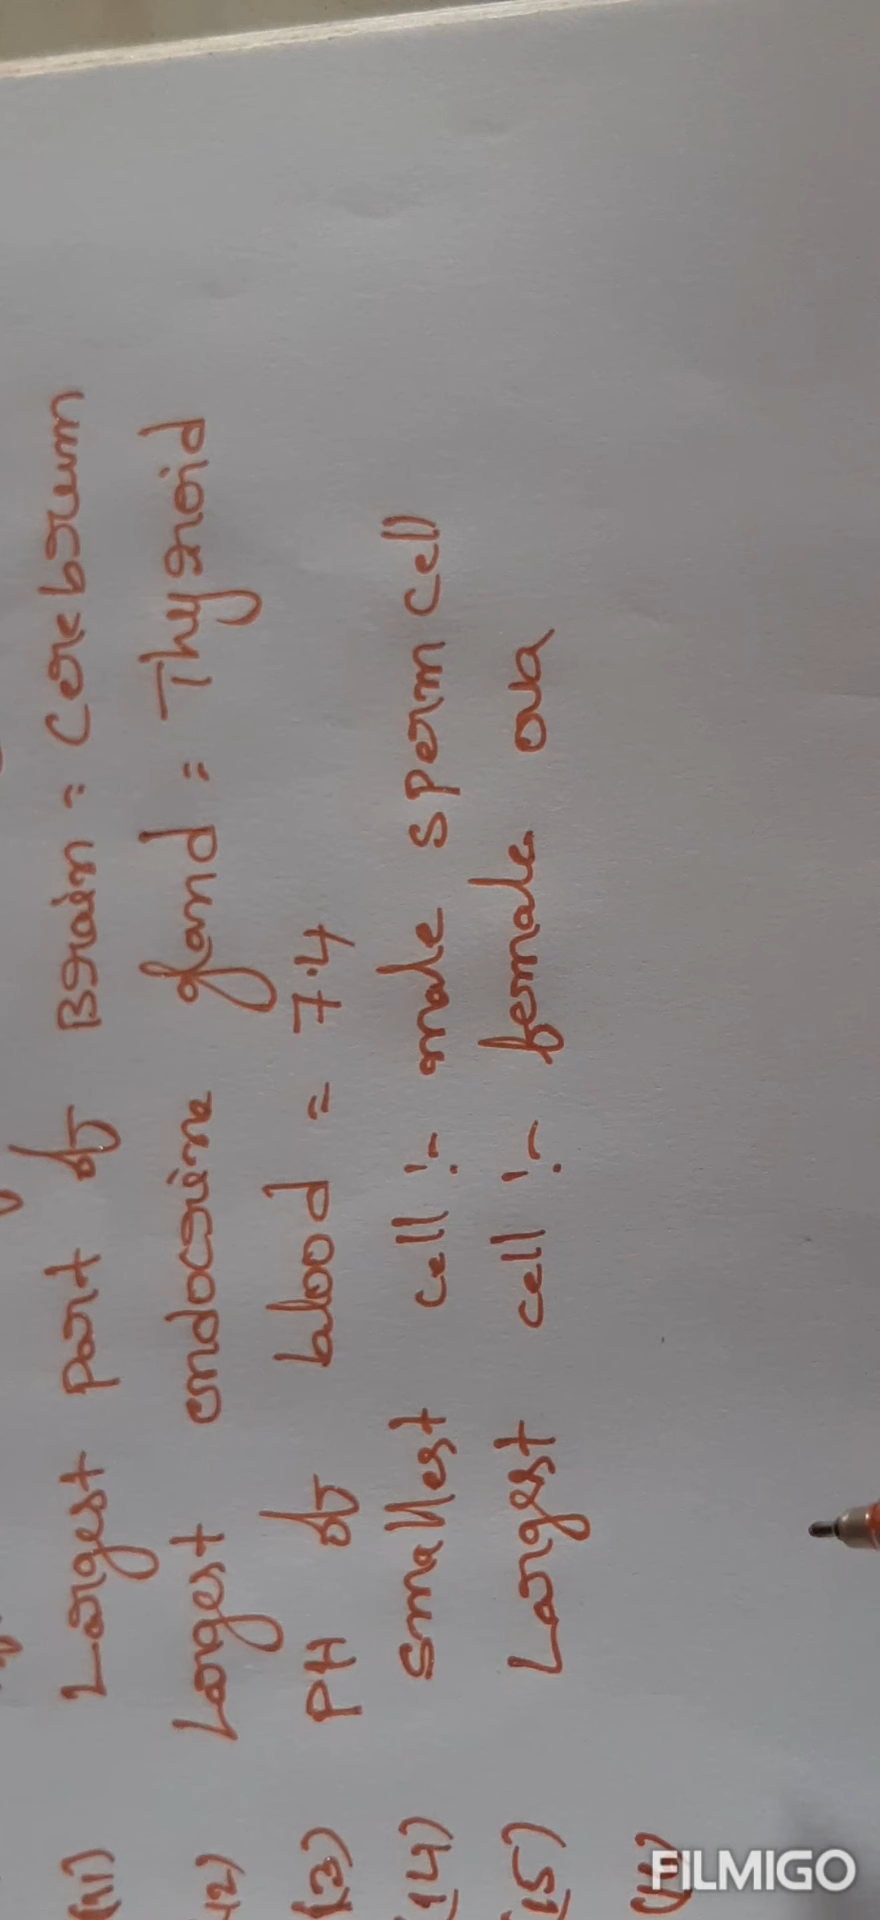 (11) Largest part of Brain = Cerebrum
(12) Largest endocrine gland = Thyroid
(13) PH of blood = 7.4
(14) Smallest cell :- male sperm cell
(15) Largest cell :- female ova
FILMIGO